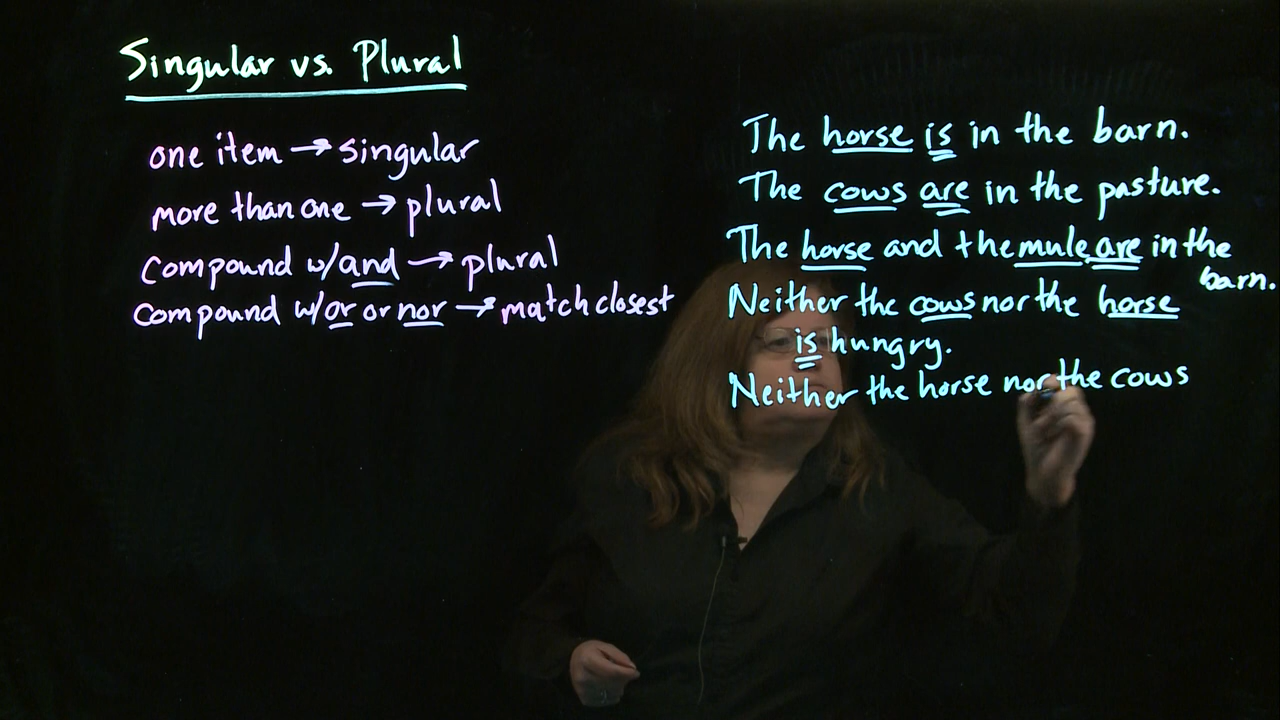 Singular vs. Plural
one item → singular
more than one → plural
compound w/and → plural
compound w/or or nor → match closest
The horse is in the barn.
The cows are in the pasture.
The horse and the mule are in the
barn.
Neither the cows nor the horse
is hungry.
Neither the horse nor the cows